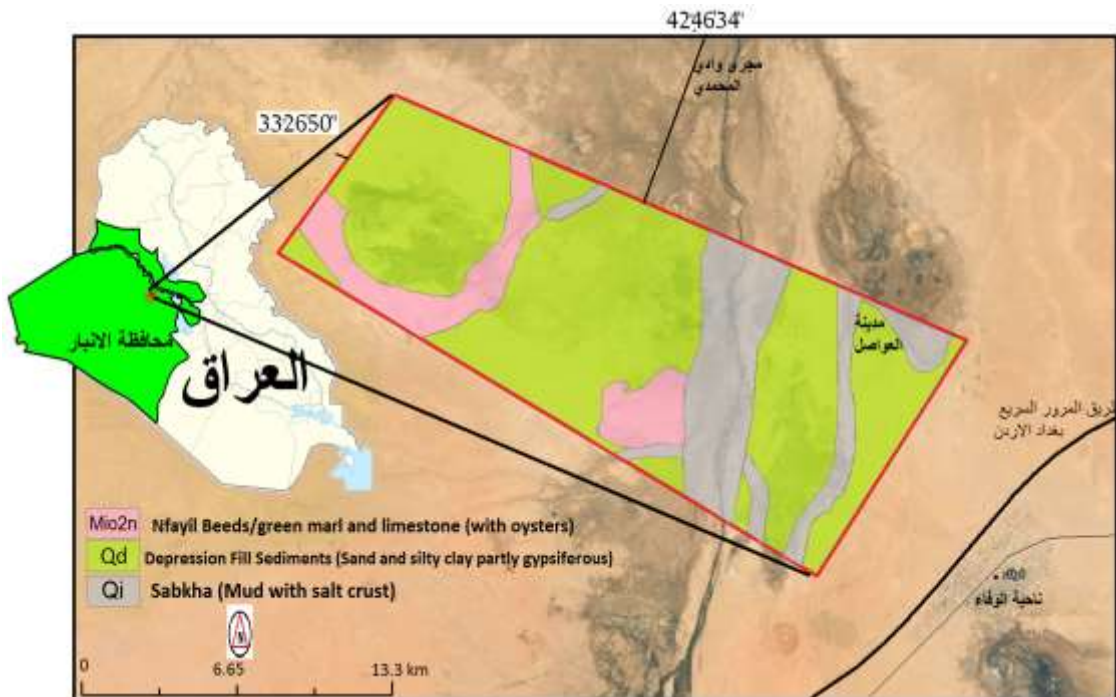 424634"
مجرى وادي
المحمدي
332650"
محافظة الانبار
العراق
مدينة
العواصل
ريق المرور السريع
بغداد الاردن
ناحية الوفاء
Mio2n Nfayil Beeds/green marl and limestone (with oysters)
Qd Depression Fill Sediments (Sand and silty clay partly gypsiferous)
Qi Sabkha (Mud with salt crust)
N
0 6.65 13.3 km